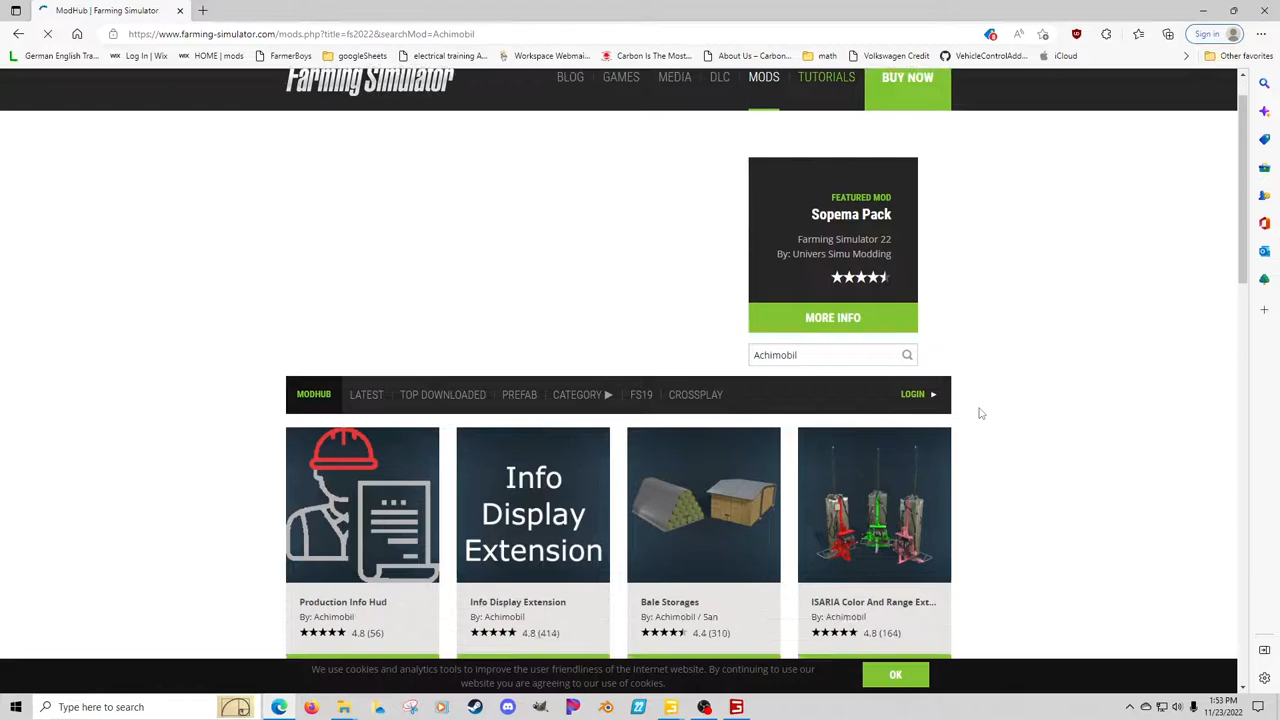 ModHub | Farming Simulator
https://www.farming-simulator.com/mods.php?title=fs2022&searchMod=Achimobil
Sign in
German English Tra...
Log In | Wix
HOME | mods
FarmerBoys
googleSheets
electrical training A...
Workspace Webmai...
Carbon Is The Most...
About Us – Carbon...
math
Volkswagen Credit
VehicleControlAdd...
iCloud
Other favorites
Farming Simulator
BLOG
GAMES
MEDIA
DLC
MODS
TUTORIALS
BUY NOW
FEATURED MOD
Sopema Pack
Farming Simulator 22
By: Univers Simu Modding
MORE INFO
Achimobil
MODHUB
LATEST
TOP DOWNLOADED
PREFAB
CATEGORY ▶
FS19
CROSSPLAY
LOGIN ▶
Info
Display
Extension
Production Info Hud
By: Achimobil
4.8 (56)
Info Display Extension
By: Achimobil
4.8 (414)
Bale Storages
By: Achimobil / San
4.4 (310)
ISARIA Color And Range Ext...
By: Achimobil
4.8 (164)
We use cookies and analytics tools to improve the user friendliness of the Internet website. By continuing to use our
website you are agreeing to our use of cookies.
OK
Type here to search
22
1:53 PM
11/23/2022